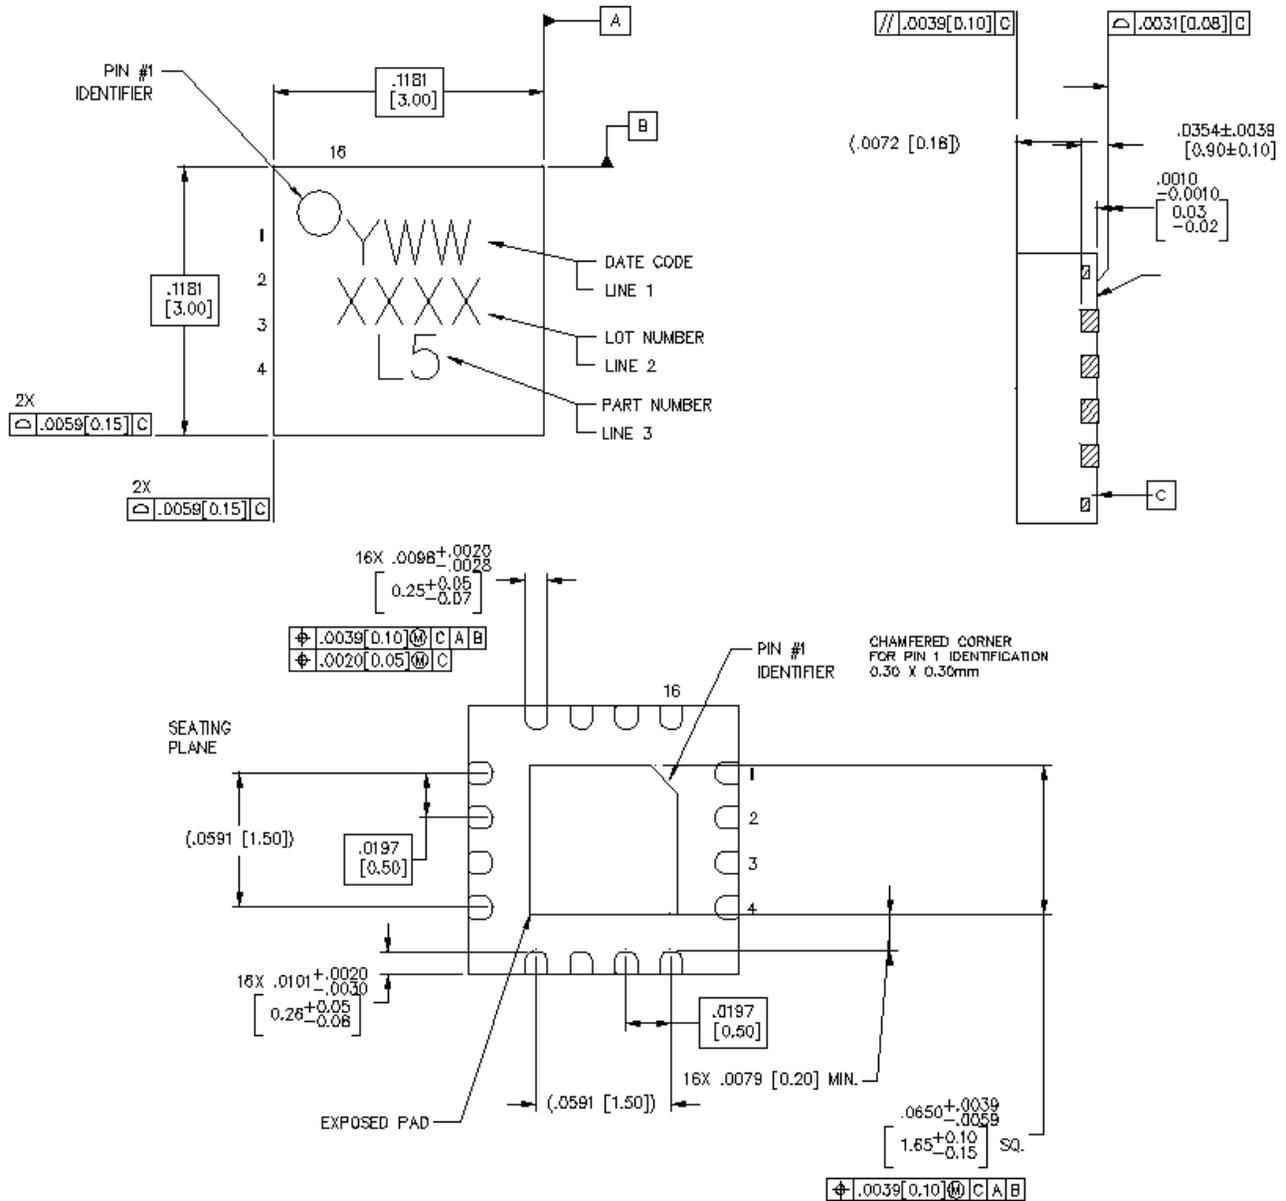 A
// .0039[0.10] C
⌓ .0031[0.08] C
PIN #1
IDENTIFIER
.1181
[3.00]
B
16
(.0072 [0.18])
.0354±.0039
[0.90±0.10]
.0010
-0.0010
0.03
-0.02
YWW
XXXX
L5
1
2
3
4
DATE CODE
LINE 1
LOT NUMBER
LINE 2
PART NUMBER
LINE 3
.1181
[3.00]
2X
⌓ .0059[0.15] C
2X
⌓ .0059[0.15] C
C
16X .0098+.0020
-.0028
[0.25+0.05
-0.07]
⌖ .0039[0.10]Ⓜ C A B
⌖ .0020[0.05]Ⓜ C
PIN #1
IDENTIFIER
CHAMFERED CORNER
FOR PIN 1 IDENTIFICATION
0.30 X 0.30mm
16
SEATING
PLANE
1
2
3
4
(.0591 [1.50])
.0197
[0.50]
16X .0101+.0020
-.0030
[0.26+0.05
-0.08]
.0197
[0.50]
16X .0079 [0.20] MIN.
(.0591 [1.50])
EXPOSED PAD
.0650+.0039
-.0059
[1.65+0.10
-0.15] SQ.
⌖ .0039[0.10]Ⓜ C A B